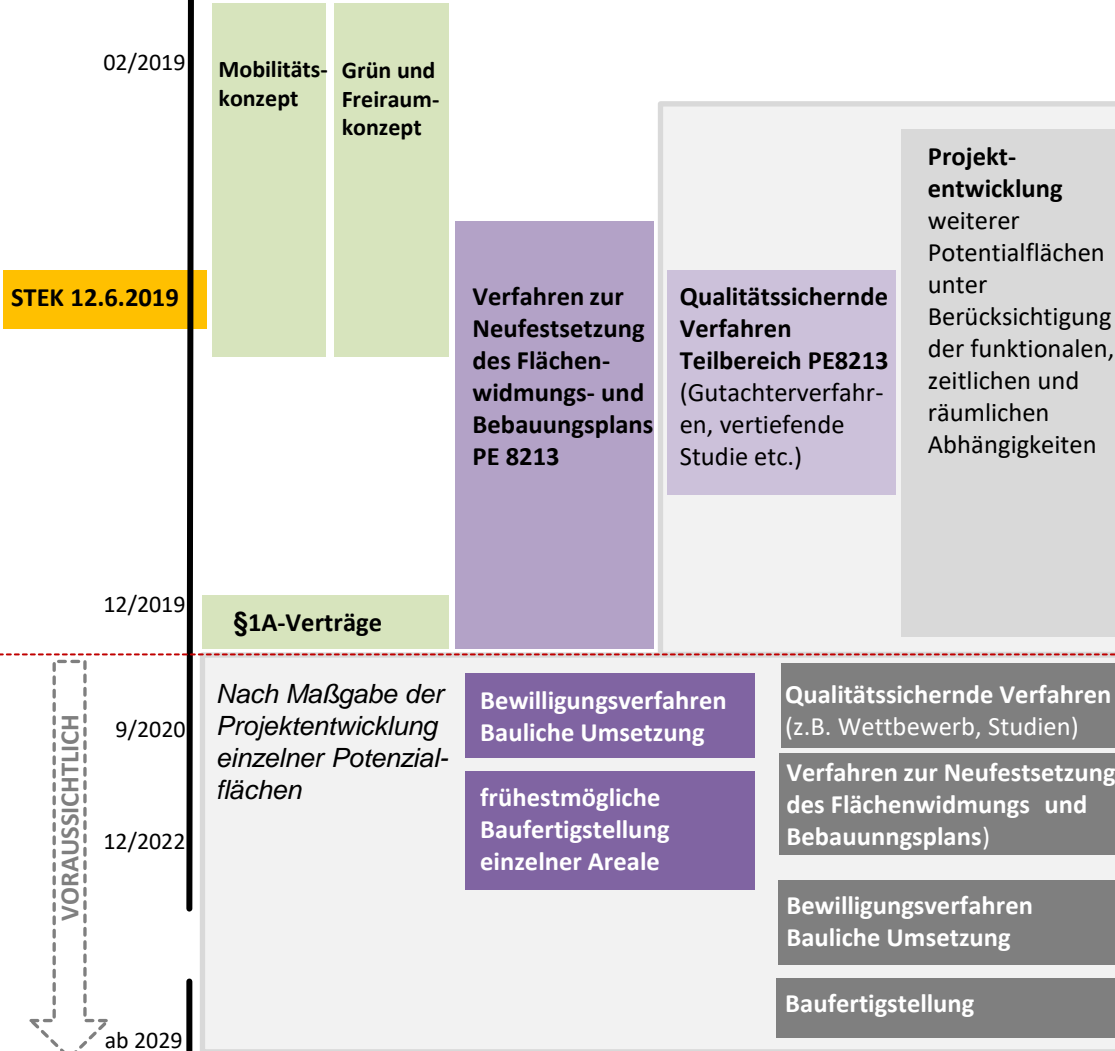 02/2019
Mobilitäts-
konzept
Grün und
Freiraum-
konzept
Projekt-
entwicklung
weiterer
Potentialflächen
unter
Berücksichtigung
der funktionalen,
zeitlichen und
räumlichen
Abhängigkeiten
STEK 12.6.2019
Verfahren zur
Neufestsetzung
des Flächen-
widmungs- und
Bebauungsplans
PE 8213
Qualitätssichernde
Verfahren
Teilbereich PE8213
(Gutachterverfahr-
en, vertiefende
Studie etc.)
12/2019
§1A-Verträge
VORAUSSICHTLICH
9/2020
12/2022
ab 2029
Nach Maßgabe der
Projektentwicklung
einzelner Potenzial-
flächen
Bewilligungsverfahren
Bauliche Umsetzung
frühestmögliche
Baufertigstellung
einzelner Areale
Qualitätssichernde Verfahren
(z.B. Wettbewerb, Studien)
Verfahren zur Neufestsetzung
des Flächenwidmungs und
Bebauunngsplans)
Bewilligungsverfahren
Bauliche Umsetzung
Baufertigstellung